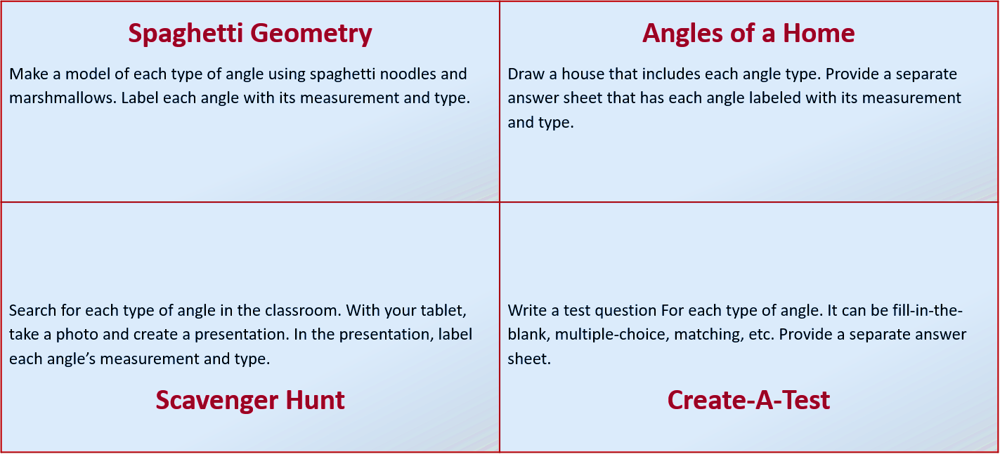 Spaghetti Geometry
Make a model of each type of angle using spaghetti noodles and
marshmallows. Label each angle with its measurement and type.
Angles of a Home
Draw a house that includes each angle type. Provide a separate
answer sheet that has each angle labeled with its measurement
and type.
Search for each type of angle in the classroom. With your tablet,
take a photo and create a presentation. In the presentation, label
each angle’s measurement and type.
Scavenger Hunt
Write a test question For each type of angle. It can be fill-in-the-
blank, multiple-choice, matching, etc. Provide a separate answer
sheet.
Create-A-Test